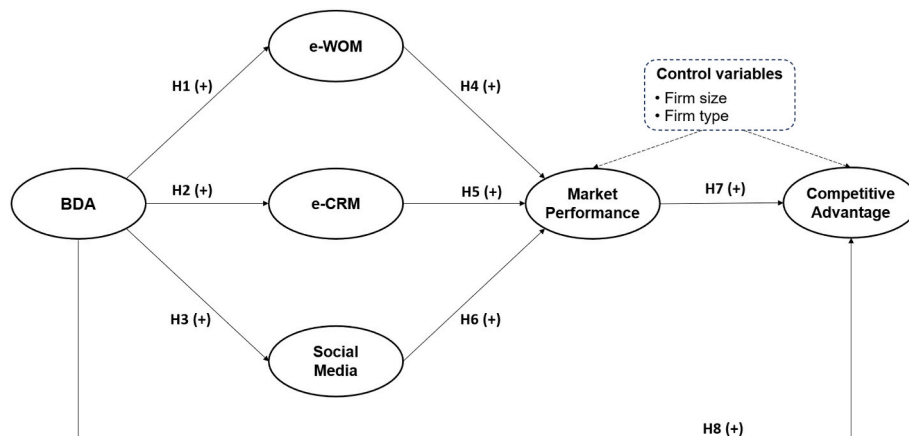 e-WOM
H1 (+)
H4 (+)
Control variables
• Firm size
• Firm type
BDA
H2 (+)
e-CRM
H5 (+)
Market
Performance
H7 (+)
Competitive
Advantage
H3 (+)
H6 (+)
Social
Media
H8 (+)